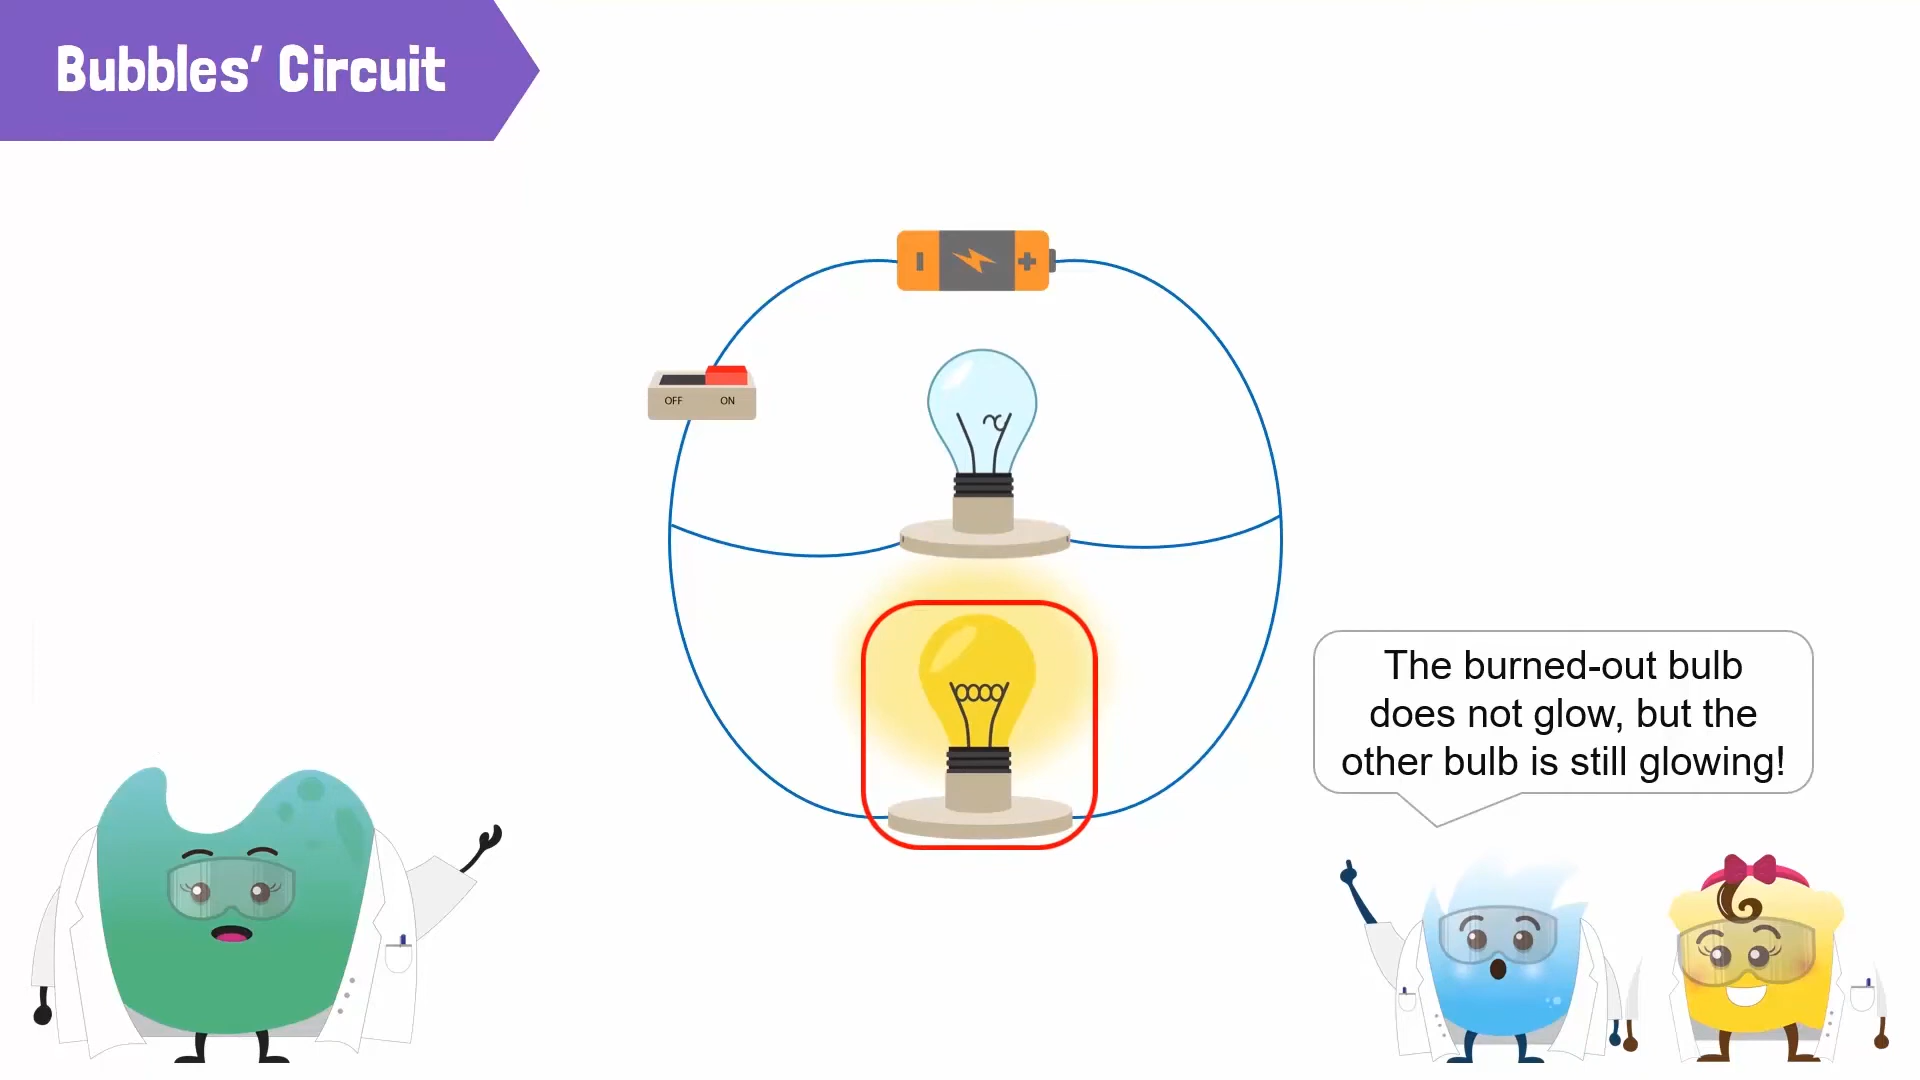 Bubbles’ Circuit
OFF ON
The burned-out bulb
does not glow, but the
other bulb is still glowing!